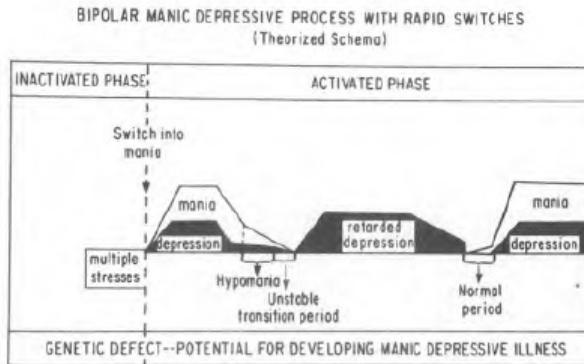 BIPOLAR MANIC DEPRESSIVE PROCESS WITH RAPID SWITCHES
(Theorized Schema)
INACTIVATED PHASE
ACTIVATED PHASE
Switch into
mania
mania
depression
multiple
stresses
Hypomania
Unstable
transition period
retarded
depression
Normal
period
mania
depression
GENETIC DEFECT--POTENTIAL FOR DEVELOPING MANIC DEPRESSIVE ILLNESS